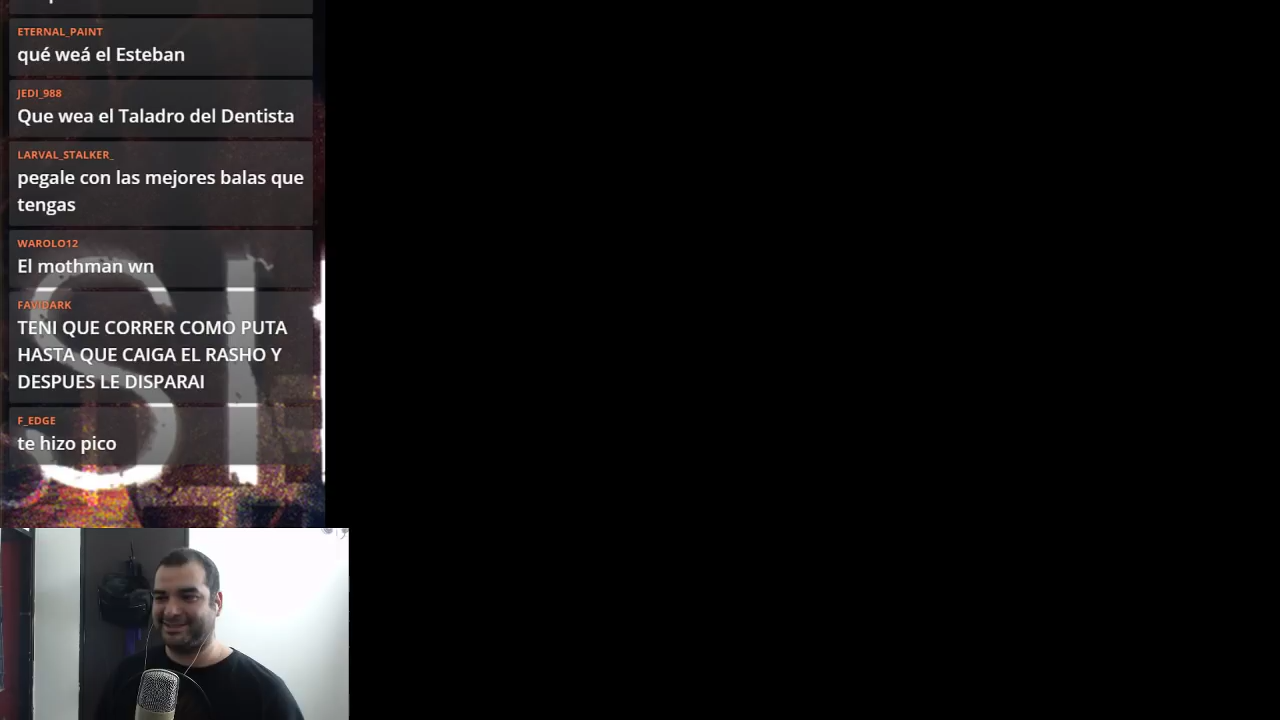 ETERNAL_PAINT
qué weá el Esteban
JEDI_988
Que wea el Taladro del Dentista
LARVAL_STALKER_
pegale con las mejores balas que
tengas
WAROLO12
El mothman wn
FAVIDARK
TENI QUE CORRER COMO PUTA
HASTA QUE CAIGA EL RASHO Y
DESPUES LE DISPARAI
F_EDGE
te hizo pico